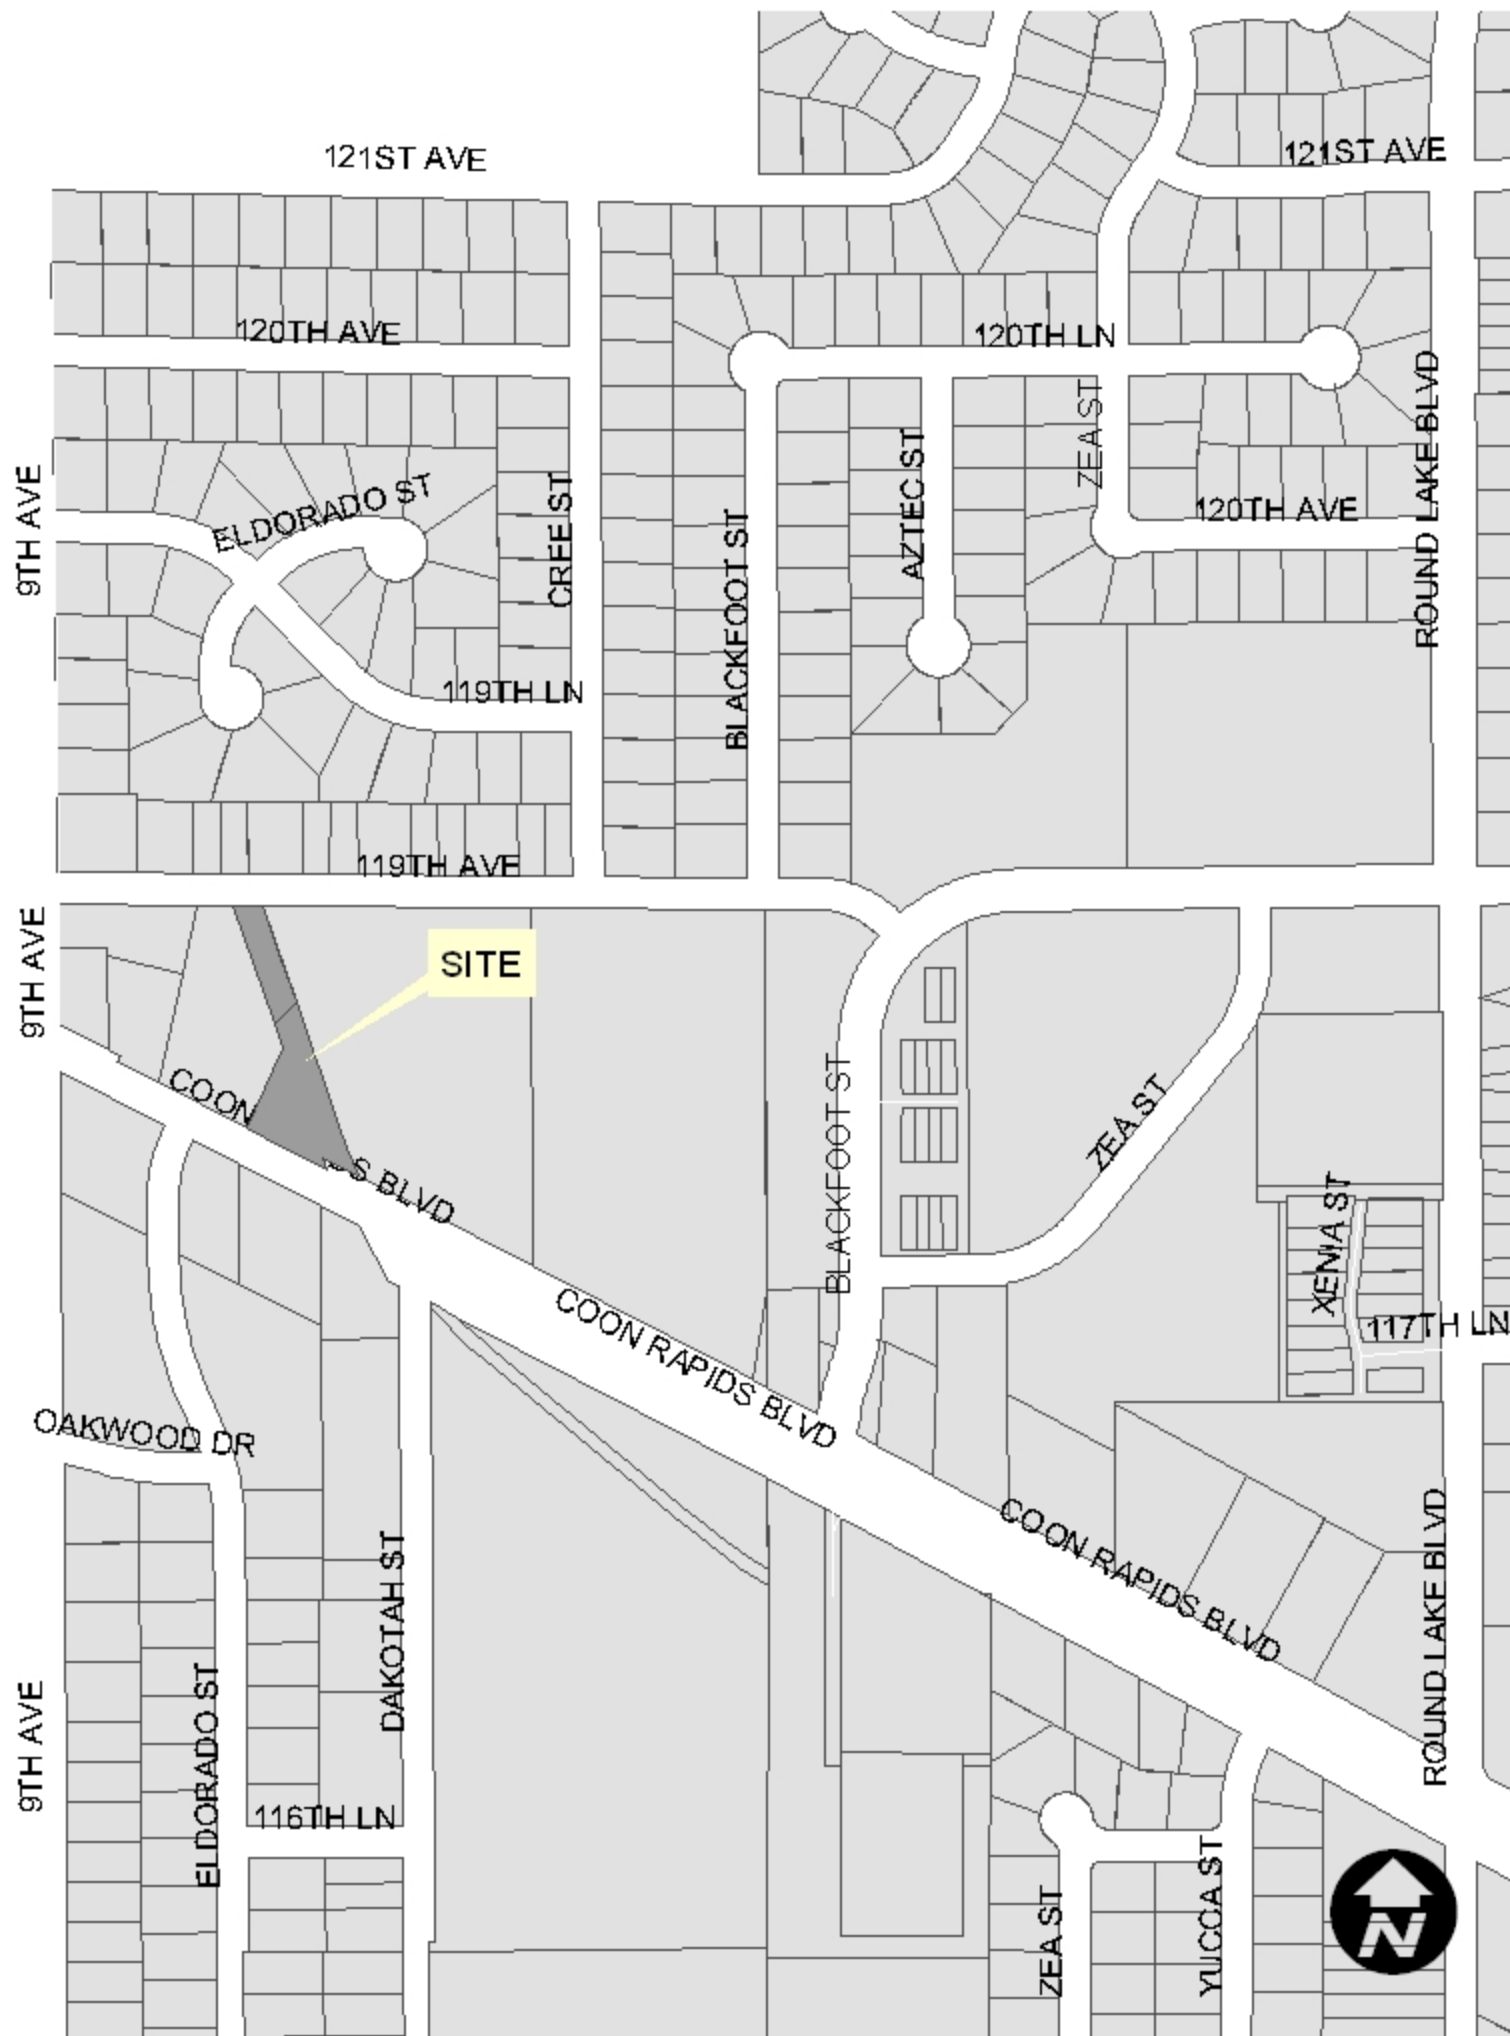 121ST AVE
121ST AVE
120TH AVE
120TH LN
ZEA ST
ROUND LAKE BLVD
AZTEC ST
9TH AVE
ELDORADO ST
CREE ST
120TH AVE
BLACKFOOT ST
119TH LN
119TH AVE
9TH AVE
SITE
COON
S BLVD
BLACKFOOT ST
ZEA ST
XENIA ST
117TH LN
COON RAPIDS BLVD
OAKWOOD DR
COON RAPIDS BLVD
ROUND LAKE BLVD
DAKOTAH ST
9TH AVE
ELDORADO ST
116TH LN
ZEA ST
YUCCA ST
N